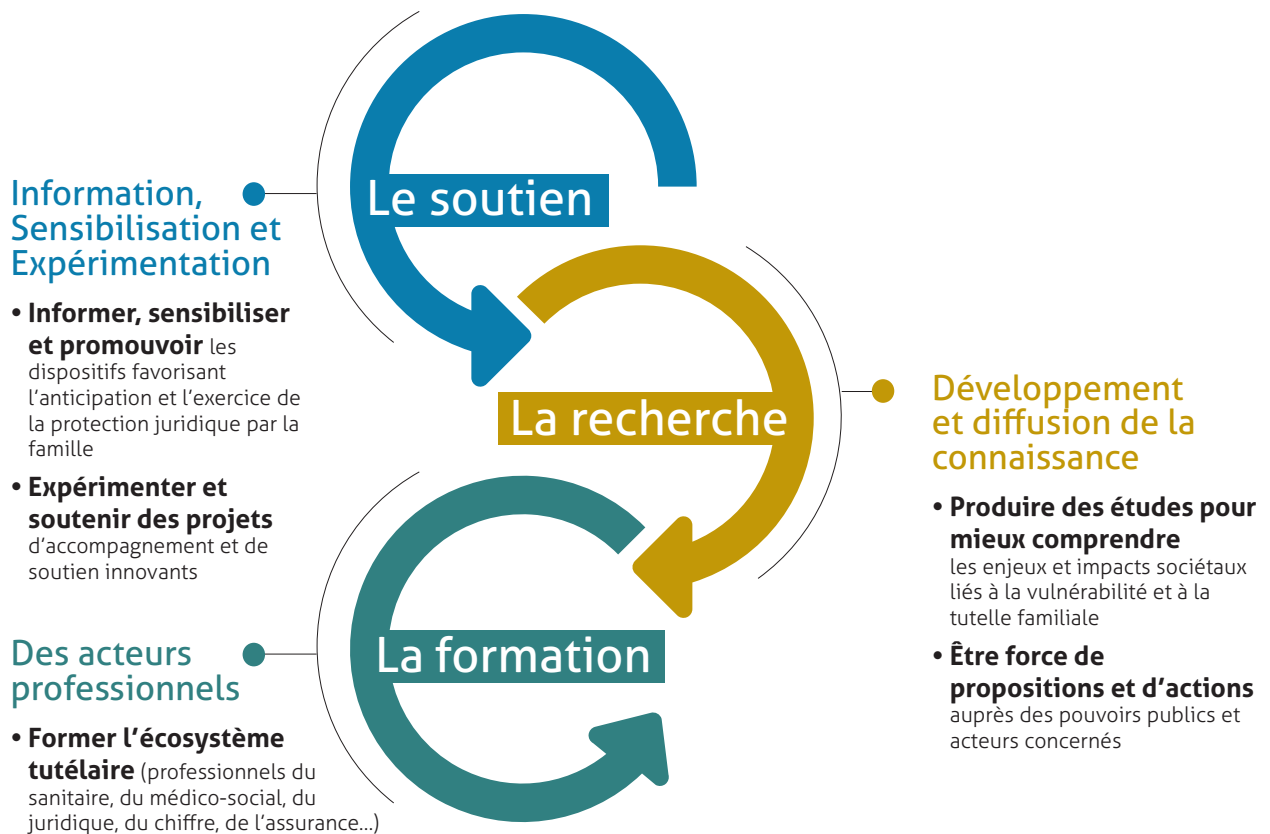 Le soutien
Information,
Sensibilisation et
Expérimentation
• Informer, sensibiliser
et promouvoir les
dispositifs favorisant
l'anticipation et l'exercice de
la protection juridique par la
famille
• Expérimenter et
soutenir des projets
d'accompagnement et de
soutien innovants
La recherche
Développement
et diffusion de la
connaissance
• Produire des études pour
mieux comprendre
les enjeux et impacts sociétaux
liés à la vulnérabilité et à la
tutelle familiale
• Être force de
propositions et d'actions
auprès des pouvoirs publics et
acteurs concernés
La formation
Des acteurs
professionnels
• Former l'écosystème
tutélaire (professionnels du
sanitaire, du médico-social, du
juridique, du chiffre, de l'assurance...)